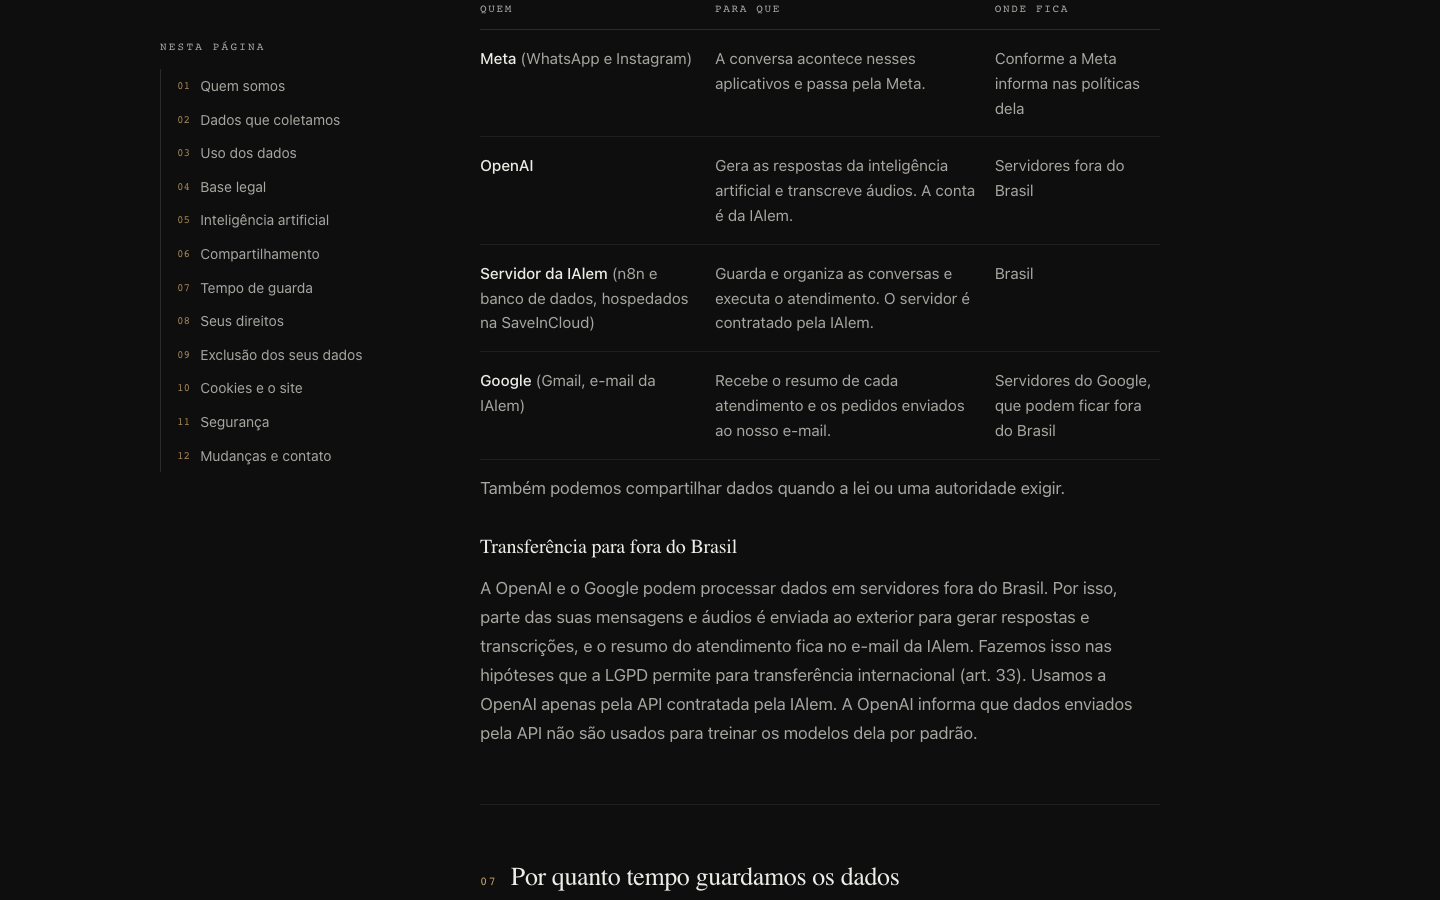 NESTA PÁGINA
01 Quem somos
02 Dados que coletamos
03 Uso dos dados
04 Base legal
05 Inteligência artificial
06 Compartilhamento
07 Tempo de guarda
08 Seus direitos
09 Exclusão dos seus dados
10 Cookies e o site
11 Segurança
12 Mudanças e contato
QUEM PARA QUE ONDE FICA
Meta (WhatsApp e Instagram)
A conversa acontece nesses
aplicativos e passa pela Meta.
Conforme a Meta
informa nas políticas
dela
OpenAI
Gera as respostas da inteligência
artificial e transcreve áudios. A conta
é da IAlem.
Servidores fora do
Brasil
Servidor da IAlem (n8n e
banco de dados, hospedados
na SaveInCloud)
Guarda e organiza as conversas e
executa o atendimento. O servidor é
contratado pela IAlem.
Brasil
Google (Gmail, e-mail da
IAlem)
Recebe o resumo de cada
atendimento e os pedidos enviados
ao nosso e-mail.
Servidores do Google,
que podem ficar fora
do Brasil
Também podemos compartilhar dados quando a lei ou uma autoridade exigir.
Transferência para fora do Brasil
A OpenAI e o Google podem processar dados em servidores fora do Brasil. Por isso,
parte das suas mensagens e áudios é enviada ao exterior para gerar respostas e
transcrições, e o resumo do atendimento fica no e-mail da IAlem. Fazemos isso nas
hipóteses que a LGPD permite para transferência internacional (art. 33). Usamos a
OpenAI apenas pela API contratada pela IAlem. A OpenAI informa que dados enviados
pela API não são usados para treinar os modelos dela por padrão.
07 Por quanto tempo guardamos os dados